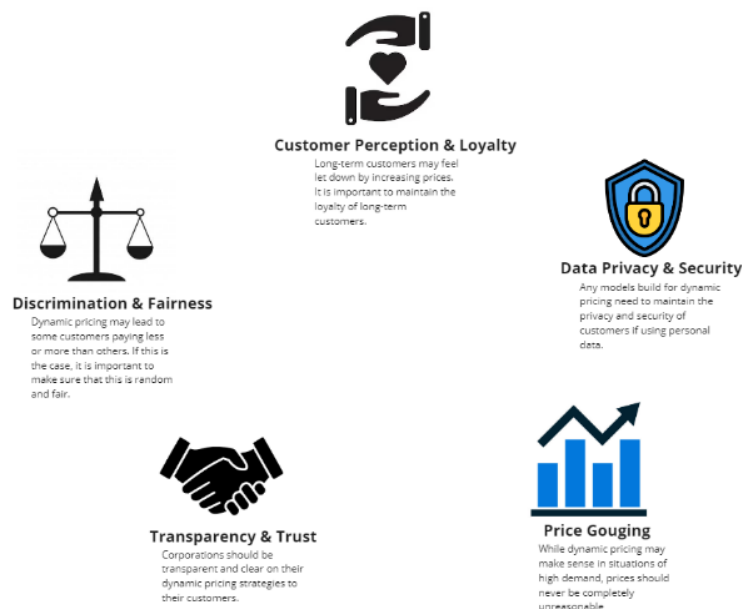 Customer Perception & Loyalty
Long-term customers may feel
let down by increasing prices.
It is important to maintain the
loyalty of long-term
customers.
Data Privacy & Security
Any models build for dynamic
pricing need to maintain the
privacy and security of
customers if using personal
data.
Discrimination & Fairness
Dynamic pricing may lead to
some customers paying less
or more than others. If this is
the case, it is important to
make sure that this is random
and fair.
Transparency & Trust
Corporations should be
transparent and clear on their
dynamic pricing strategies to
their customers.
Price Gouging
While dynamic pricing may
make sense in situations of
high demand, prices should
never be completely
unreasonable